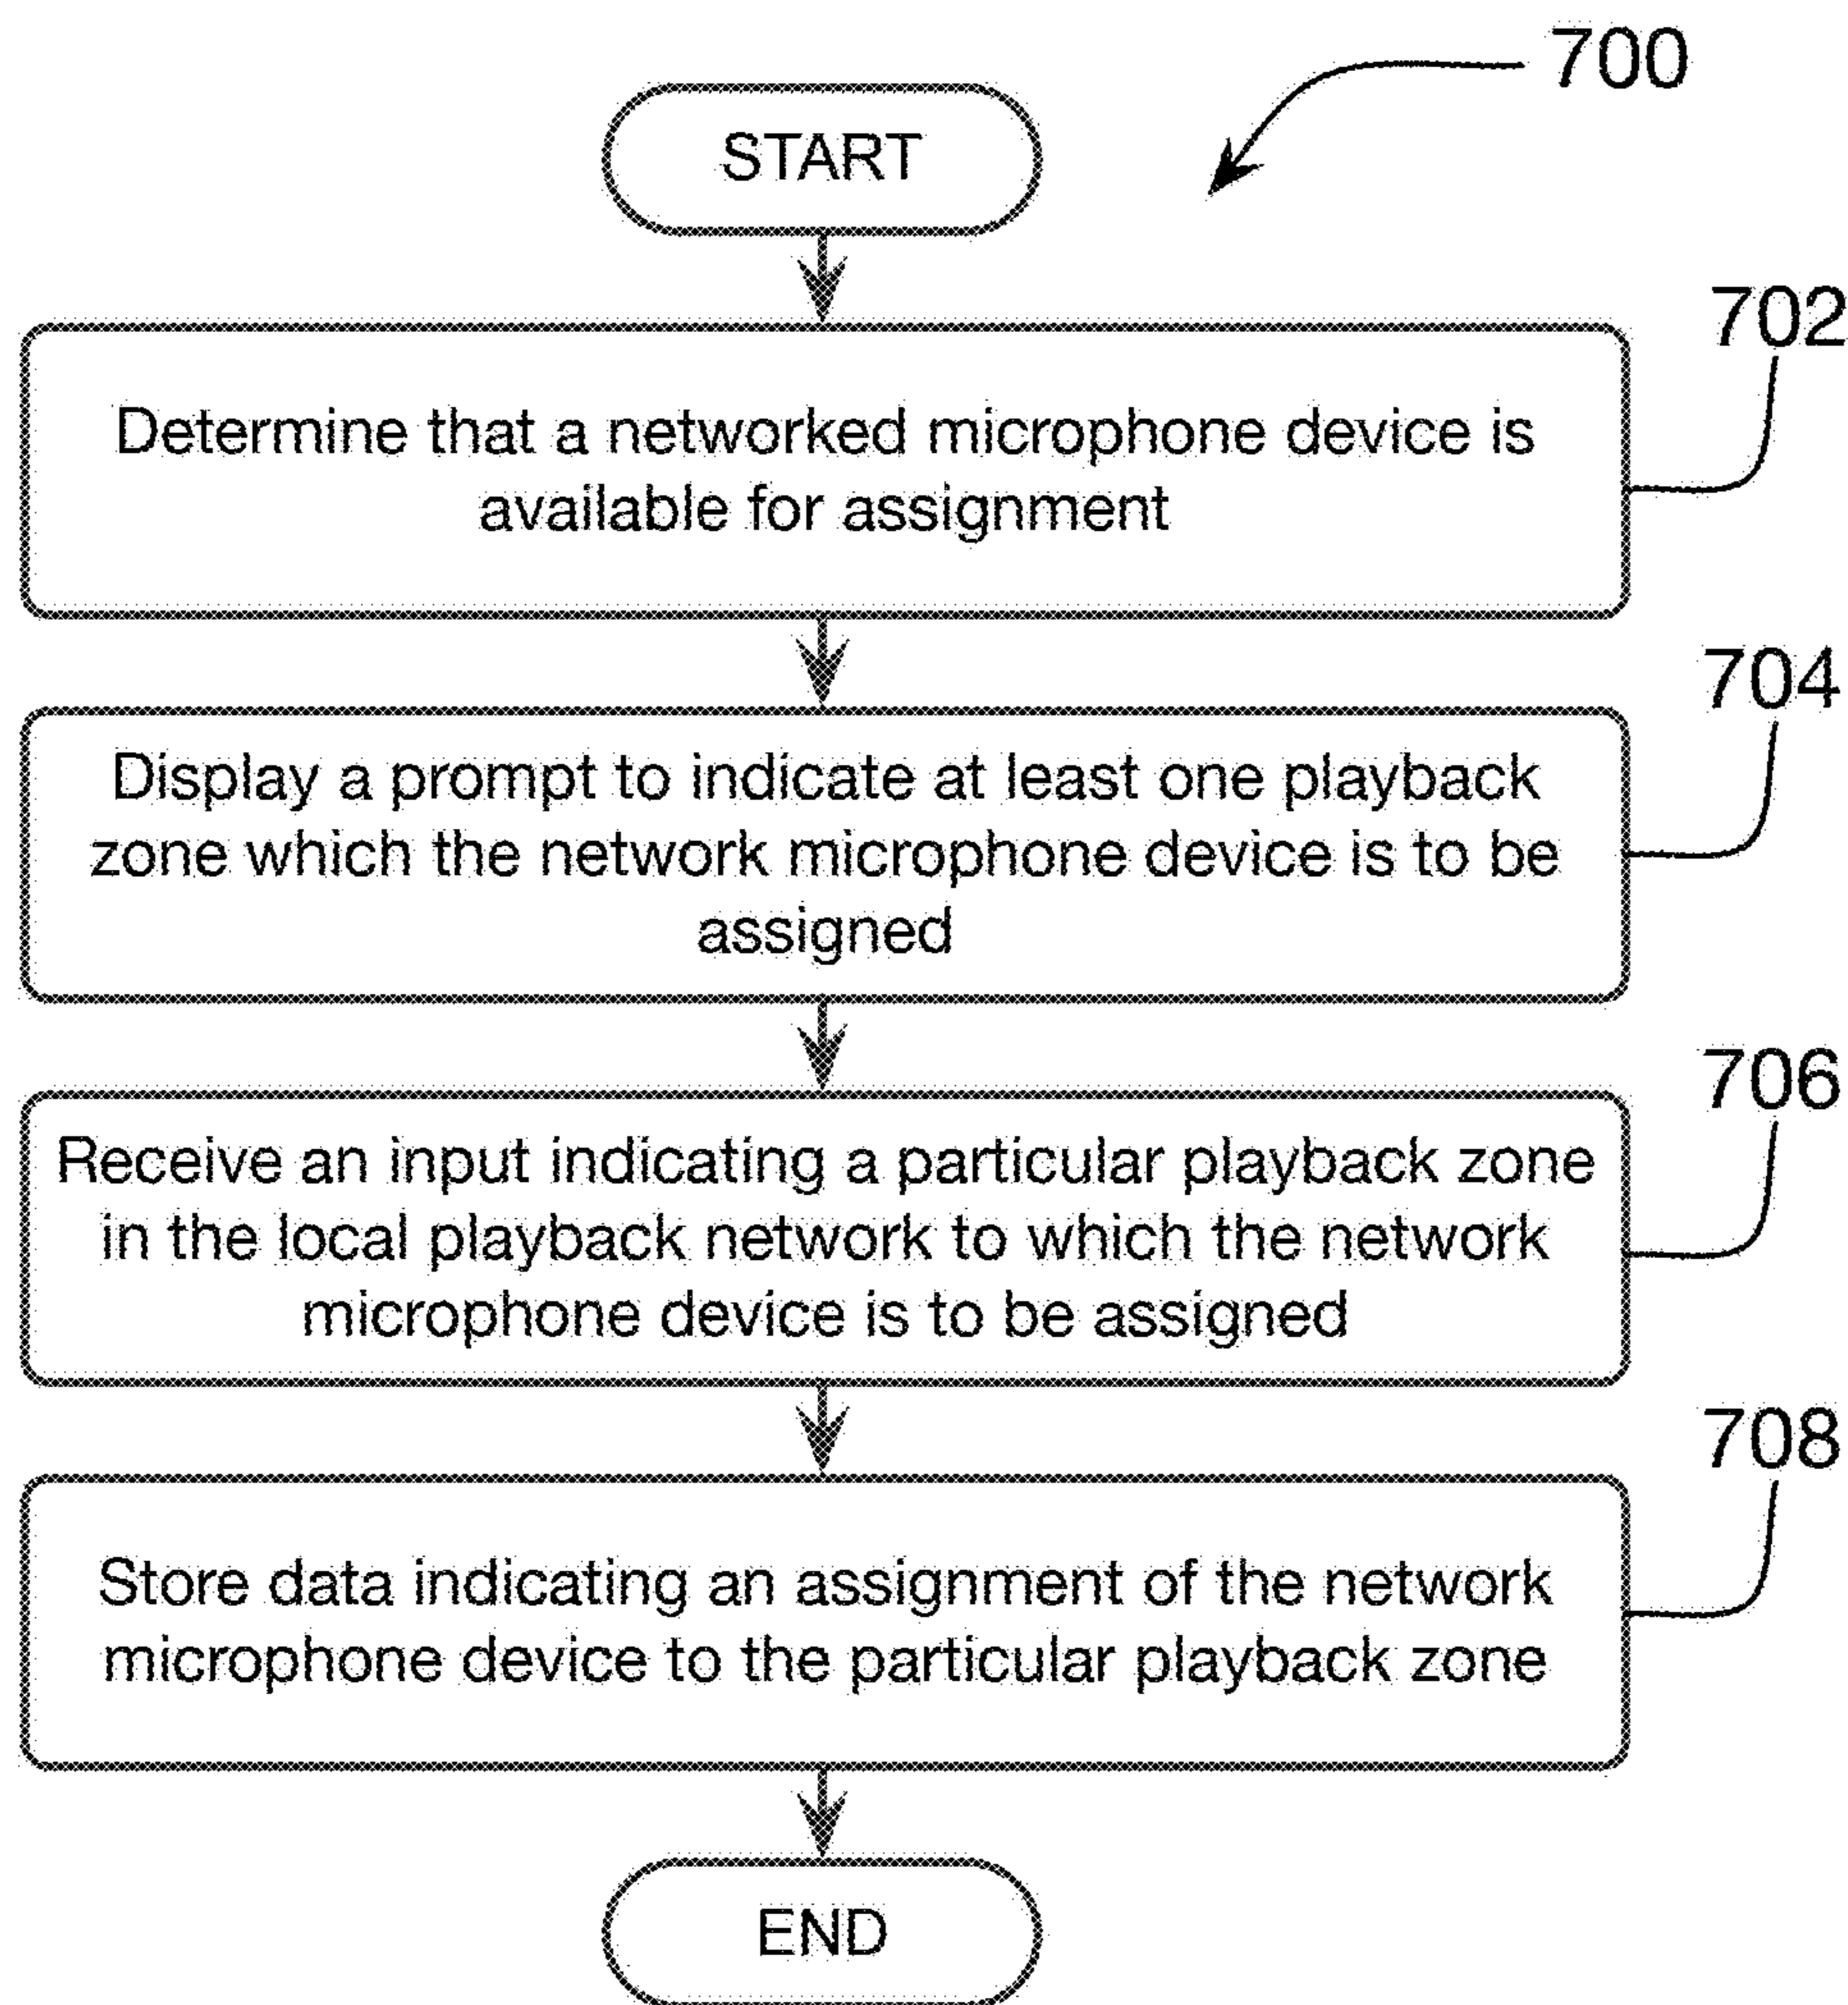 700
START
702
Determine that a networked microphone device is
available for assignment
704
Display a prompt to indicate at least one playback
zone which the network microphone device is to be
assigned
706
Receive an input indicating a particular playback zone
in the local playback network to which the network
microphone device is to be assigned
708
Store data indicating an assignment of the network
microphone device to the particular playback zone
END